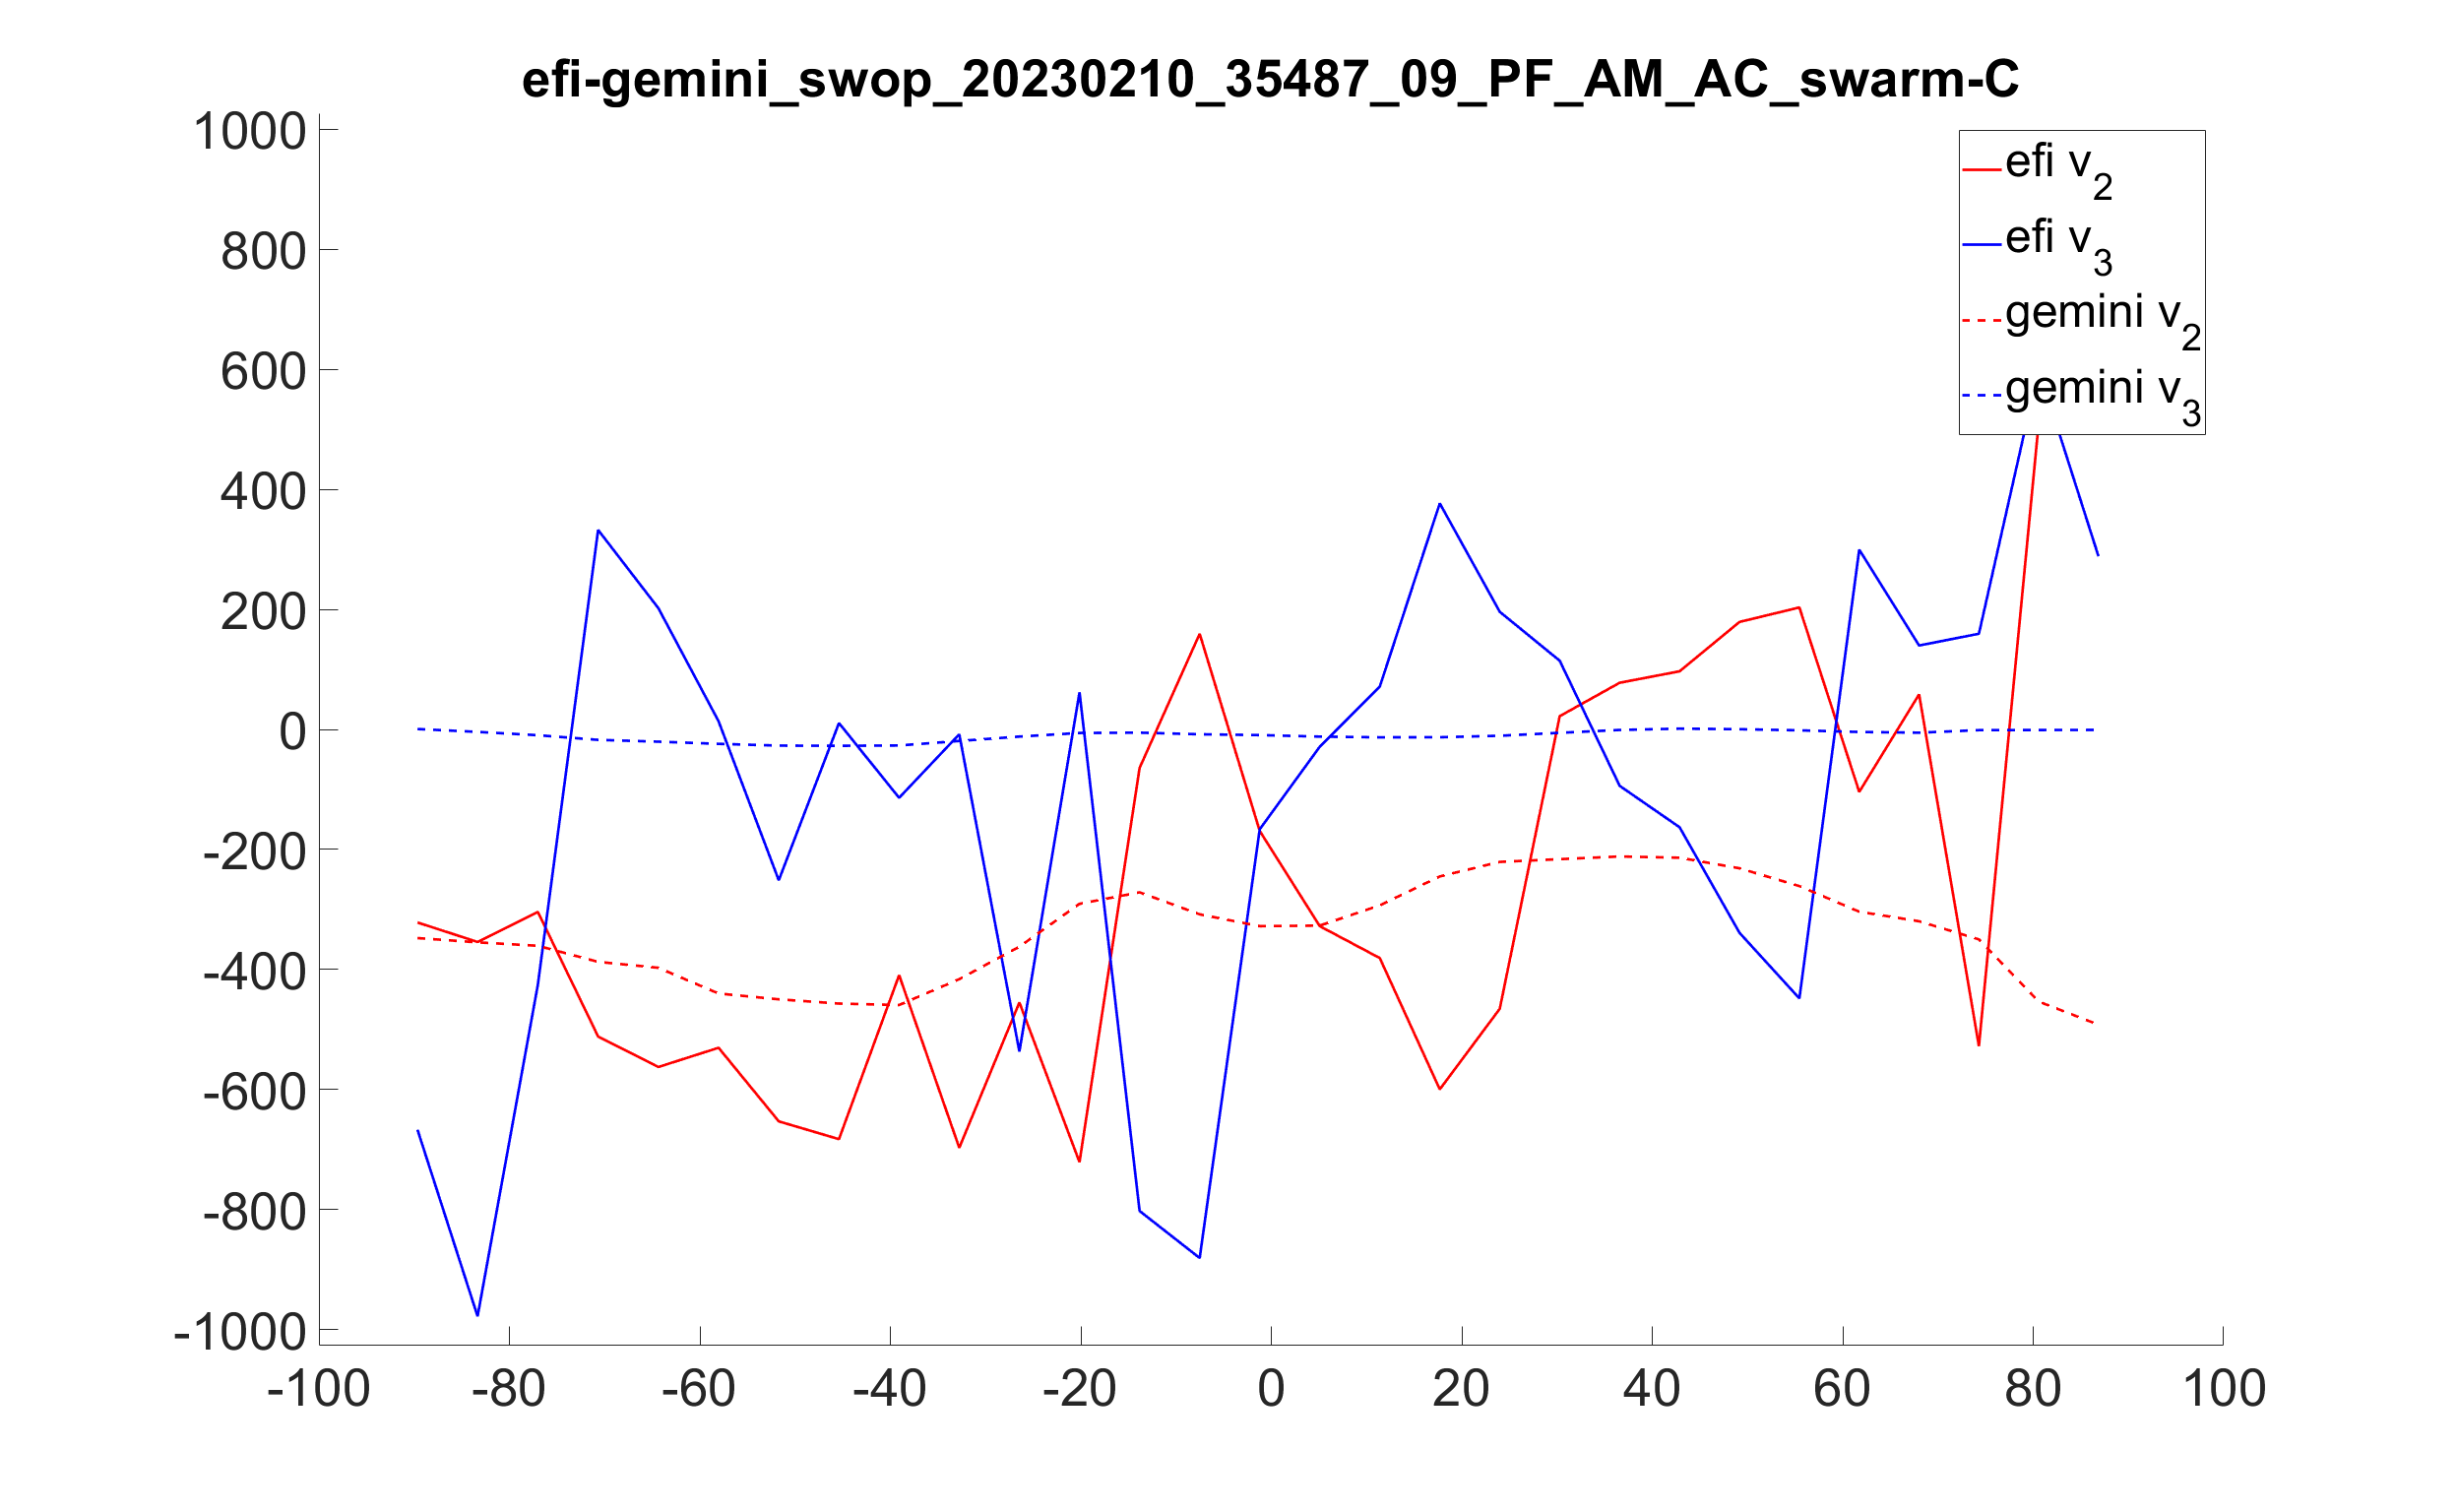 efi-gemini_swop_20230210_35487_09_PF_AM_AC_swarm-C
1000
800
600
400
200
0
-200
-400
-600
-800
-1000
-100 -80 -60 -40 -20 0 20 40 60 80 100
efi v2
efi v3
gemini v2
gemini v3